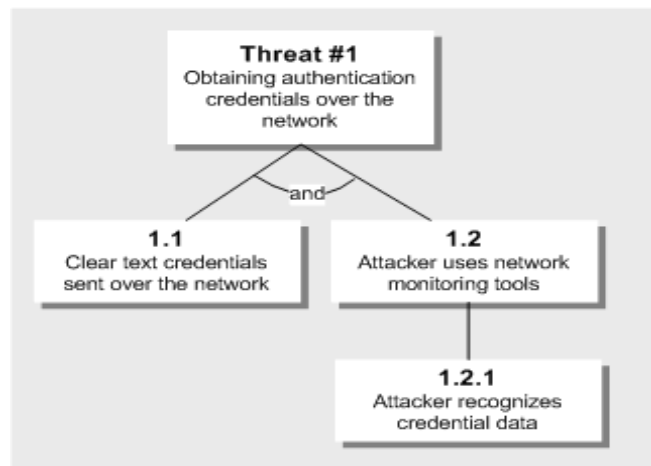 Threat #1
Obtaining authentication
credentials over the
network
and
1.1
Clear text credentials
sent over the network
1.2
Attacker uses network
monitoring tools
1.2.1
Attacker recognizes
credential data